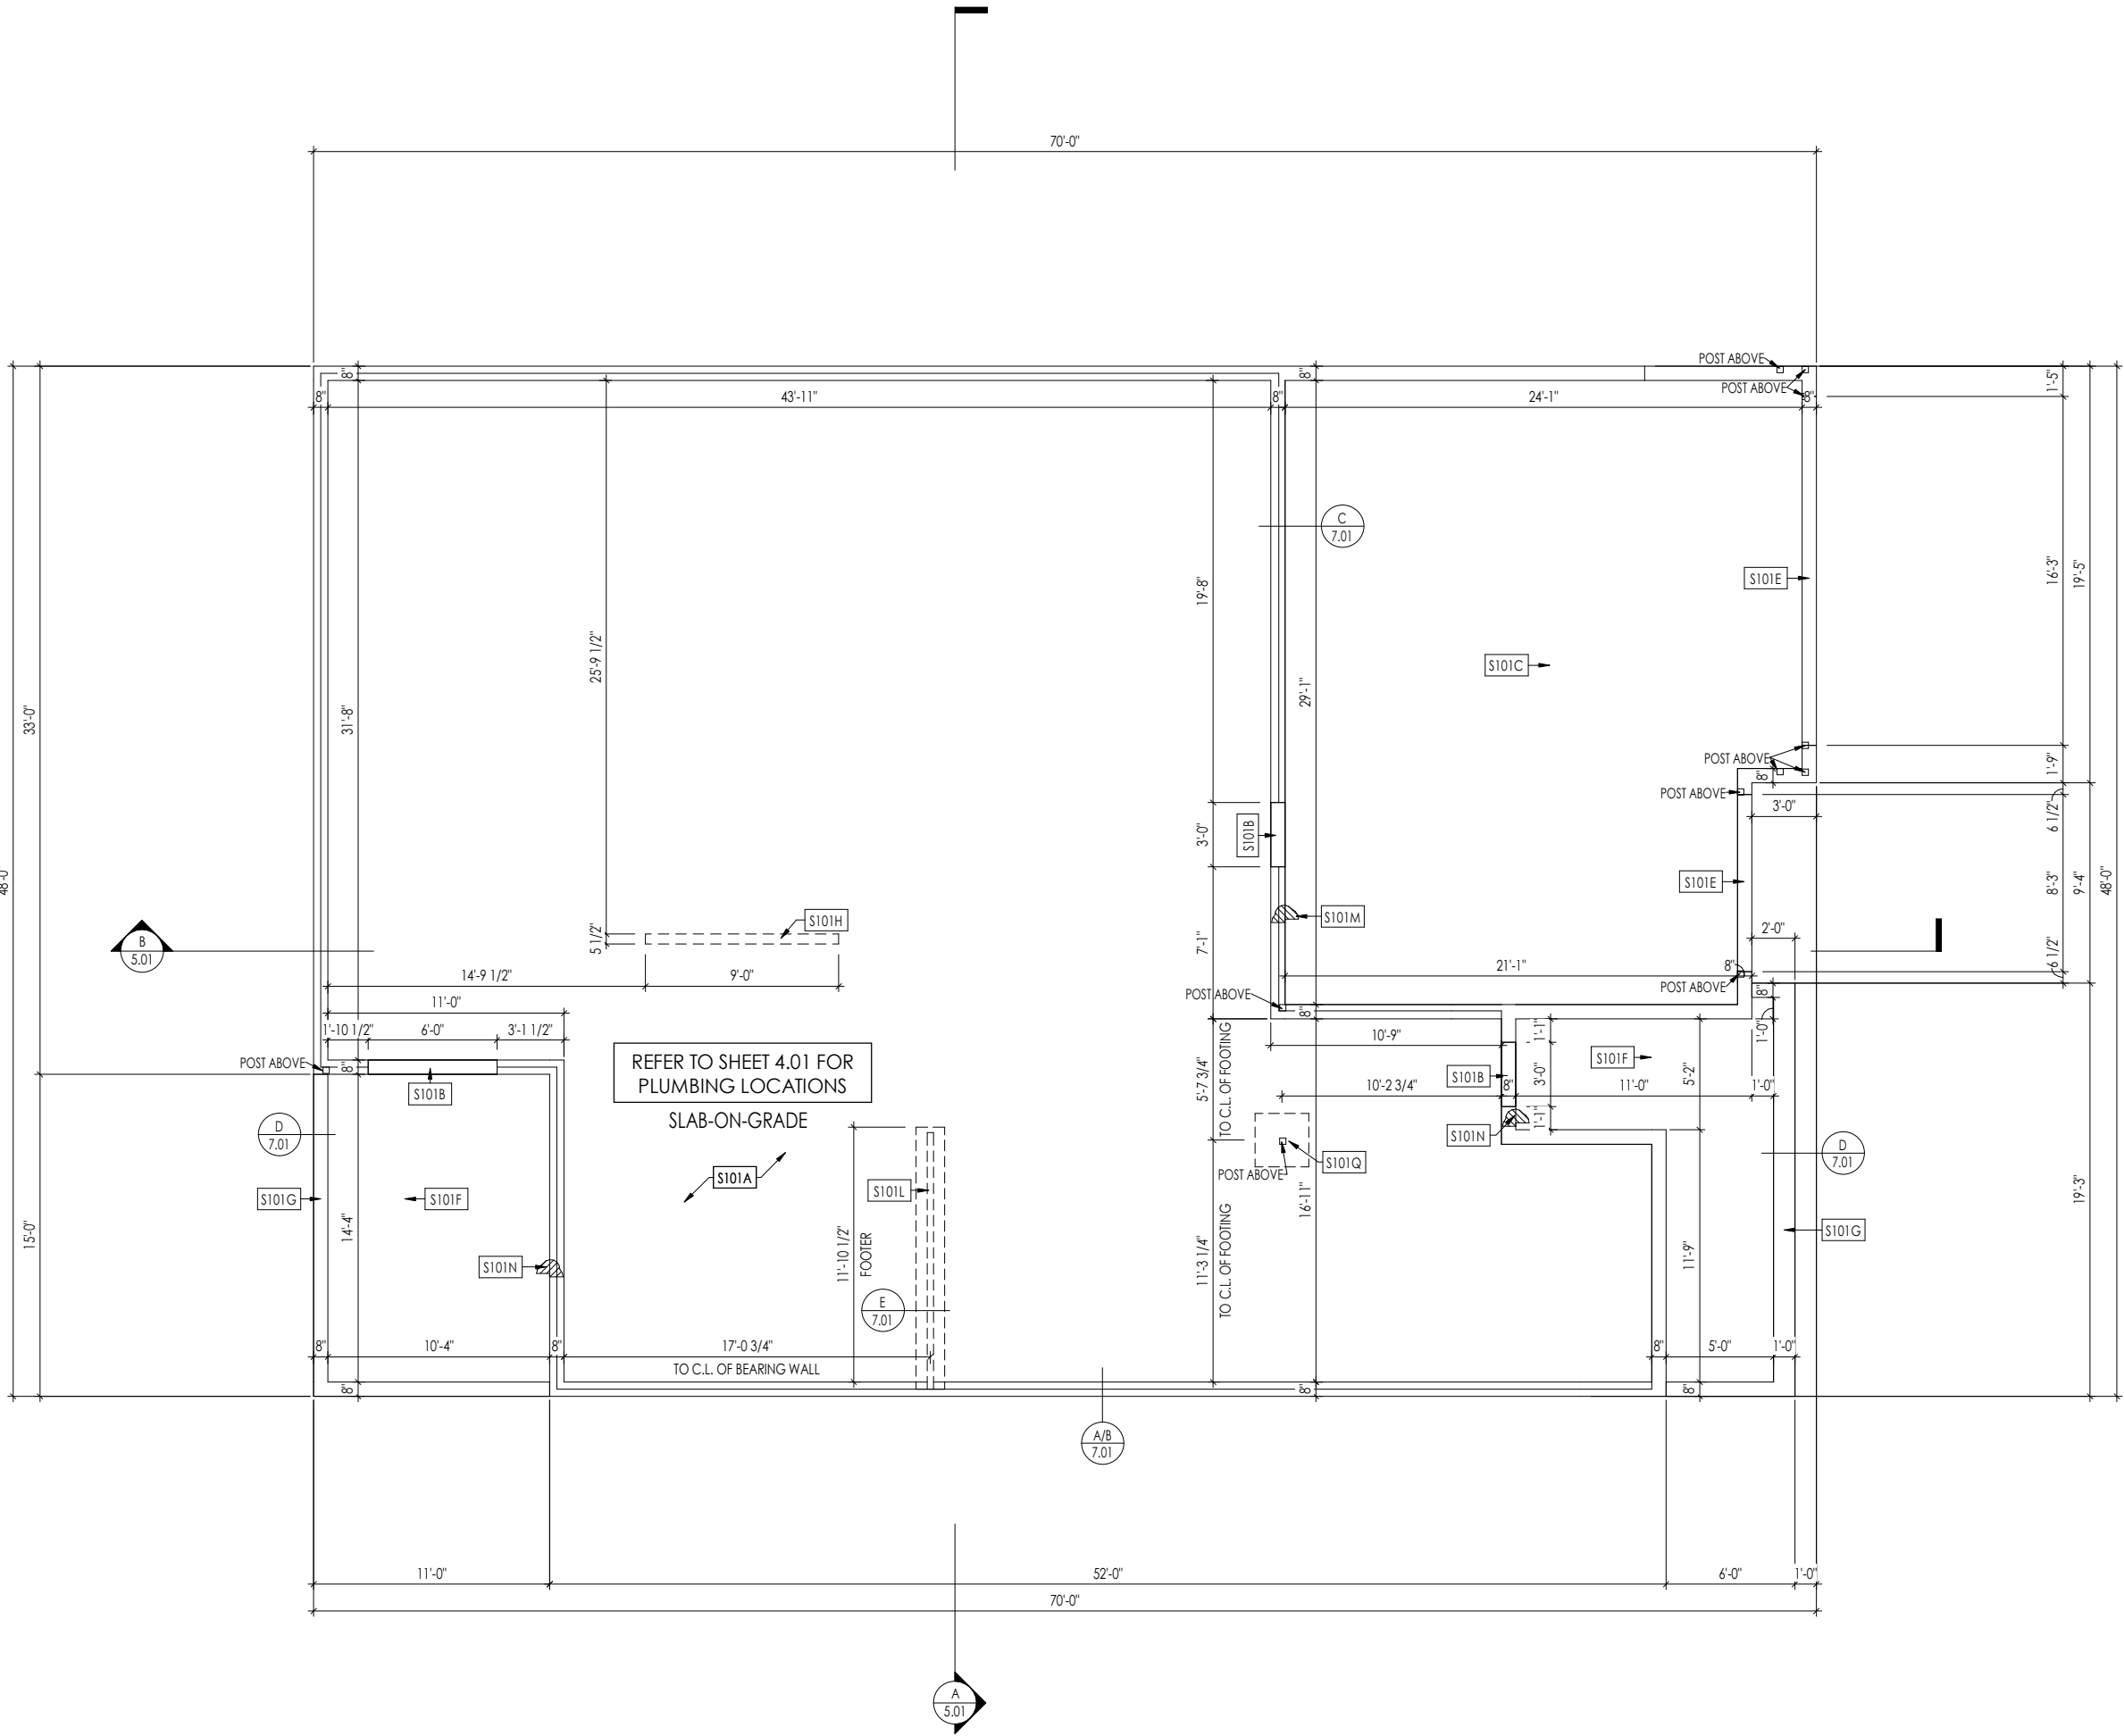 70'-0"
POST ABOVE
POST ABOVE
8"
8"
1'-5"
8"
43'-11"
8"
24'-1"
8"
C
7.01
19'-8"
S101E
16'-3"
19'-5"
25'-9 1/2"
29'-1"
S101C
33'-0"
31'-8"
POST ABOVE
8"
1'-9"
POST ABOVE
3'-0"
6 1/2"
3'-0"
S101B
48'-0"
S101E
8'-3"
9'-4"
48'-0"
S101H
S101M
B
5.01
5 1/2"
7'-1"
2'-0"
6 1/2"
14'-9 1/2"
9'-0"
21'-1"
8"
POST ABOVE
8"
11'-0"
POST ABOVE
8"
1'-10 1/2"
6'-0"
3'-1 1/2"
10'-9"
1'-1"
1'-0"
POST ABOVE
8"
REFER TO SHEET 4.01 FOR
PLUMBING LOCATIONS
5'-7 3/4"
TO C.L. OF FOOTING
S101F
S101B
S101B
3'-0"
5'-2"
10'-2 3/4"
8"
11'-0"
1'-0"
SLAB-ON-GRADE
1'-1"
D
7.01
S101N
D
7.01
S101Q
POST ABOVE
S101A
S101L
S101G
S101F
16'-11"
15'-0"
14'-4"
19'-3"
S101G
11'-10 1/2"
FOOTER
11'-3 1/4"
TO C.L. OF FOOTING
11'-9"
S101N
E
7.01
8"
10'-4"
8"
17'-0 3/4"
TO C.L. OF BEARING WALL
8"
5'-0"
1'-0"
8"
8"
8"
A/B
7.01
11'-0"
52'-0"
6'-0"
1'-0"
70'-0"
A
5.01